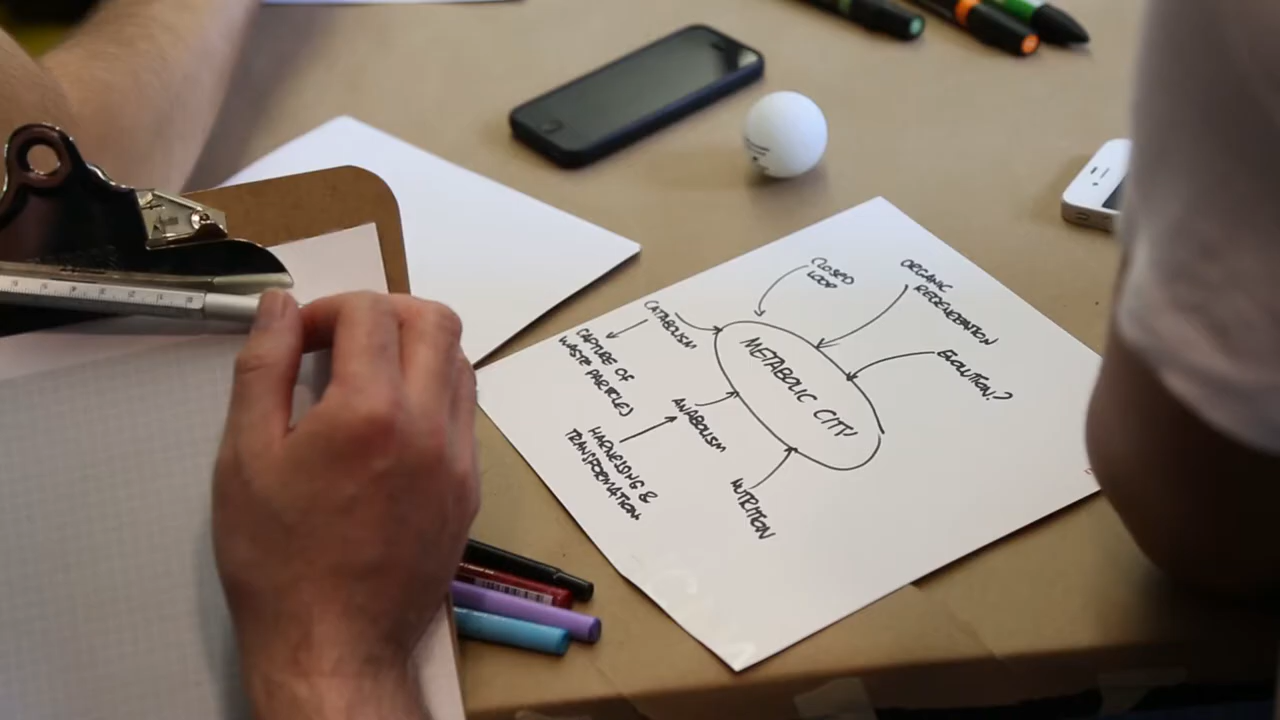 CLOSED
LOOP
ORGANIC
REGENERATION
EVOLUTION?
CATABOLISM
CAPTURE OF
WASTE PARTICLES
METABOLIC CITY
ANABOLISM
HARNESSING &
TRANSFORMATION
NUTRITION